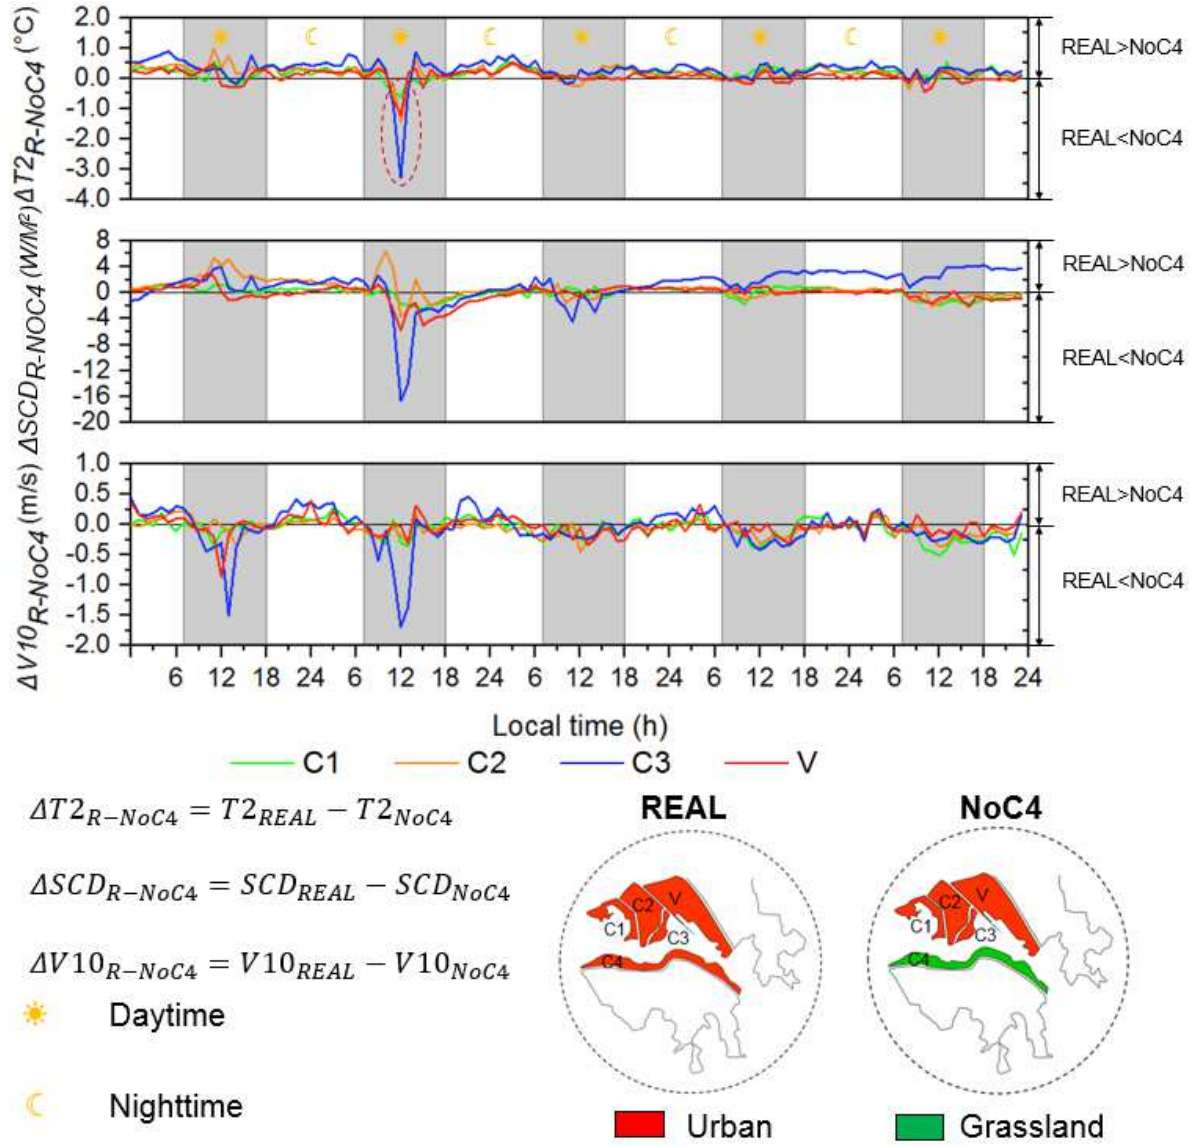 ΔT2R-NoC4 (°C)
2.0
1.0
0.0
-1.0
-2.0
-3.0
-4.0
REAL>NoC4
REAL<NoC4
ΔSCDR-NOC4 (W/M²)
8
4
0
-4
-8
-12
-16
-20
REAL>NoC4
REAL<NoC4
ΔV10R-NoC4 (m/s)
1.0
0.5
0.0
-0.5
-1.0
-1.5
-2.0
REAL>NoC4
REAL<NoC4
6 12 18 24 6 12 18 24 6 12 18 24 6 12 18 24 6 12 18 24
Local time (h)
C1 C2 C3 V
ΔT2R−NoC4 = T2REAL − T2NoC4
ΔSCDR−NoC4 = SCDREAL − SCDNoC4
ΔV10R−NoC4 = V10REAL − V10NoC4
Daytime
Nighttime
REAL
C1
C2
V
C3
C4
Urban
NoC4
C1
C2
V
C3
C4
Grassland